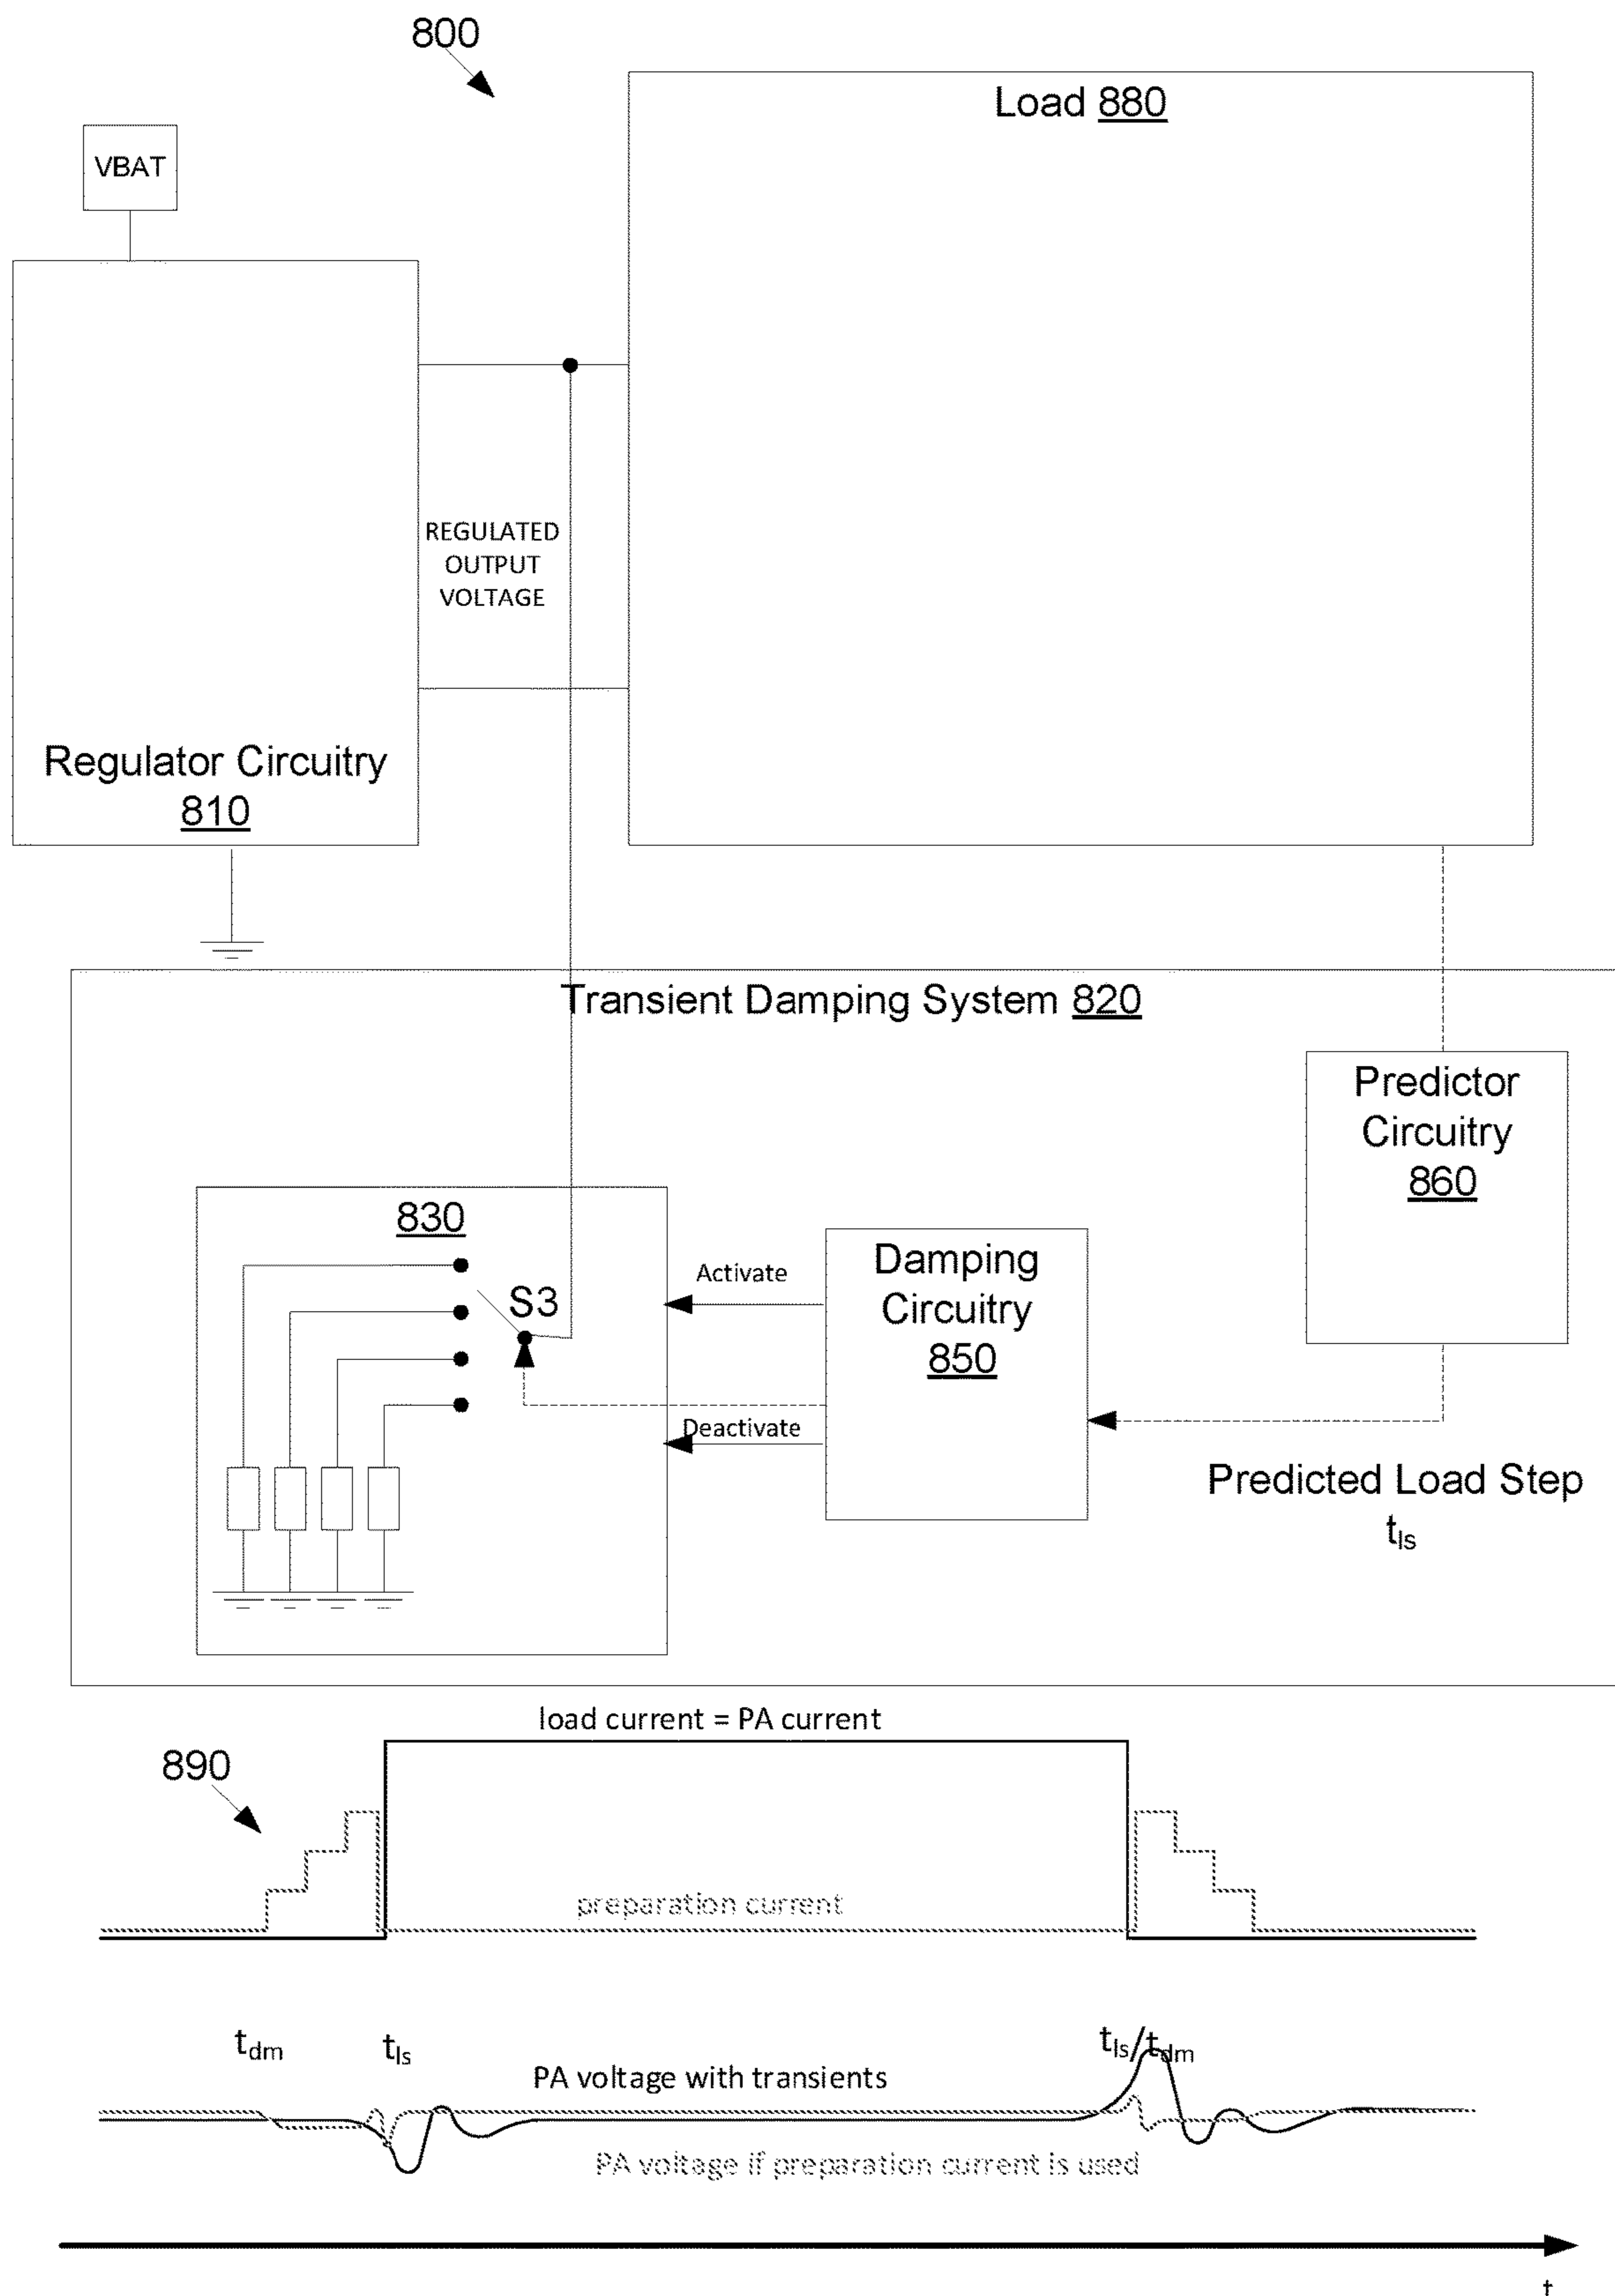 800
Load 880
VBAT
REGULATED
OUTPUT
VOLTAGE
Regulator Circuitry
810
Transient Damping System 820
Predictor
Circuitry
860
830
S3
Activate
Damping
Circuitry
850
Deactivate
Predicted Load Step
tls
load current = PA current
890
preparation current
tdm
tls
tls/tdm
PA voltage with transients
PA voltage if preparation current is used
t